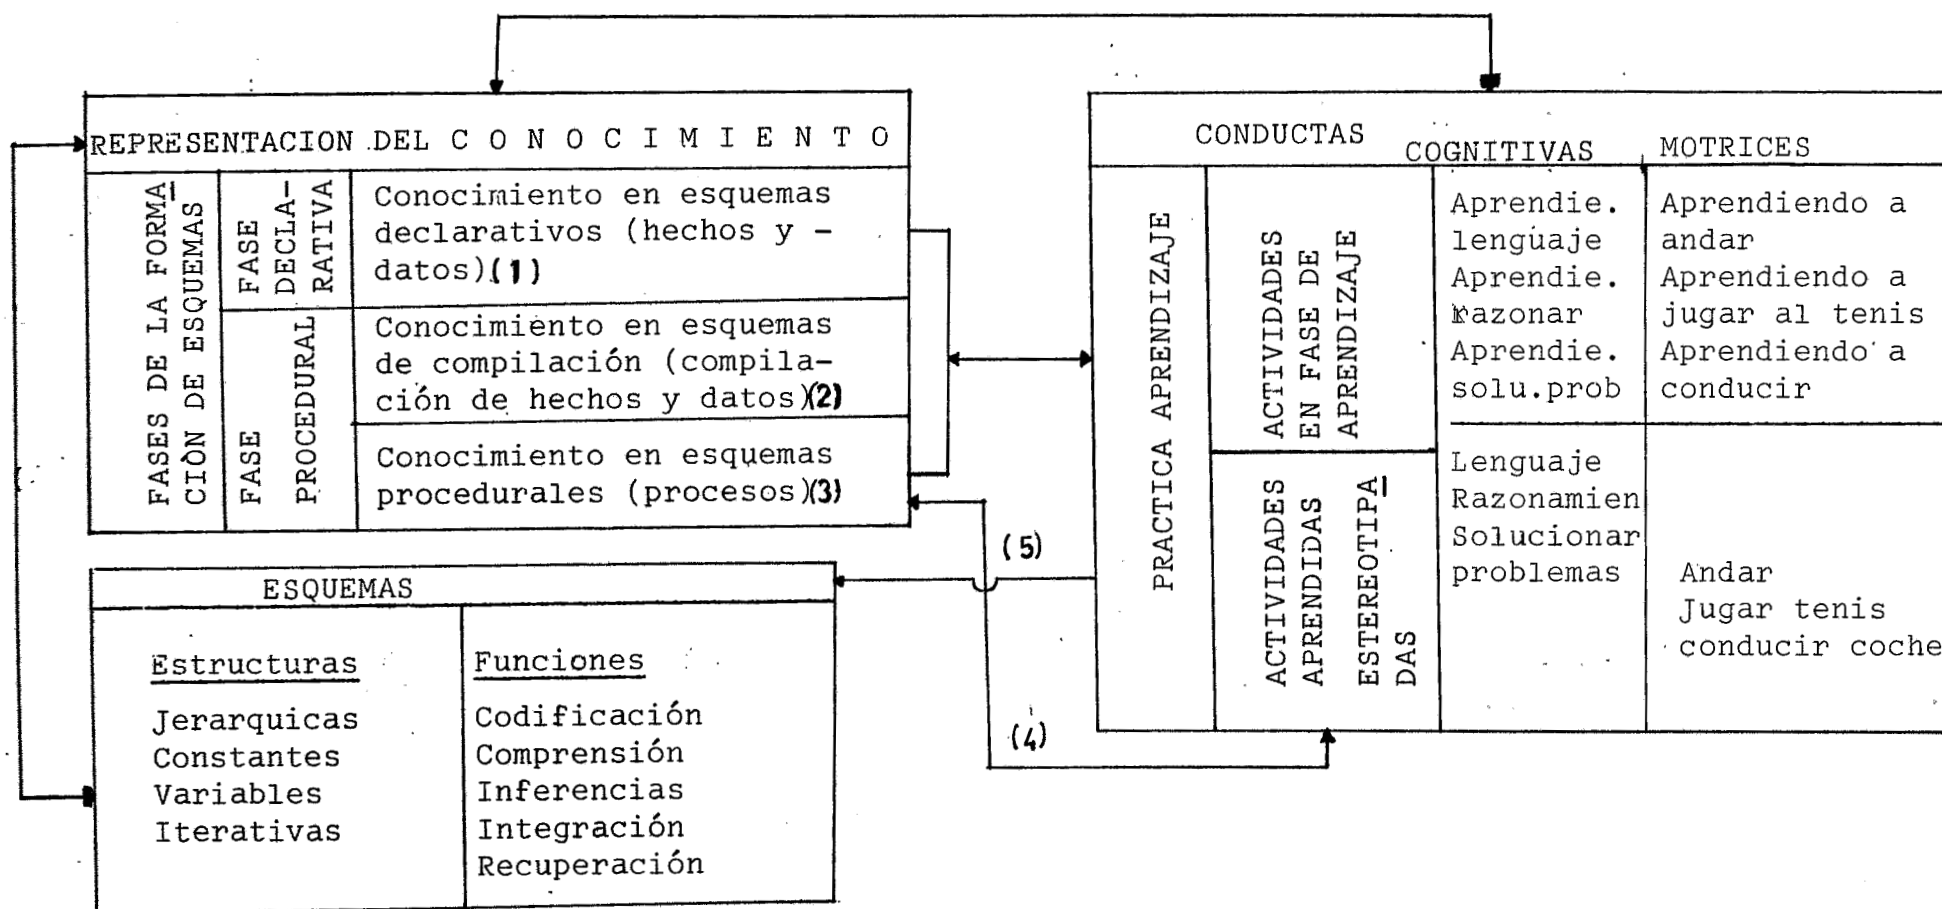 REPRESENTACION DEL C O N O C I M I E N T O
FASES DE LA FORMA
CIÓN DE ESQUEMAS
FASE
DECLA-
RATIVA
Conocimiento en esquemas
declarativos (hechos y -
datos)(1)
FASE
PROCEDURAL
Conocimiento en esquemas
de compilación (compila-
ción de hechos y datos)(2)
Conocimiento en esquemas
procedurales (procesos)(3)
ESQUEMAS
Estructuras
Jerarquicas
Constantes
Variables
Iterativas
Funciones
Codificación
Comprensión
Inferencias
Integración
Recuperación
(5)
(4)
CONDUCTAS
COGNITIVAS
MOTRICES
PRACTICA APRENDIZAJE
ACTIVIDADES
EN FASE DE
APRENDIZAJE
Aprendie.
lenguaje
Aprendie.
razonar
Aprendie.
solu.prob
Aprendiendo a
andar
Aprendiendo a
jugar al tenis
Aprendiendo a
conducir
ACTIVIDADES
APRENDIDAS
ESTEREOTIPA
DAS
Lenguaje
Razonamien
Solucionar
problemas
Andar
Jugar tenis
conducir coche